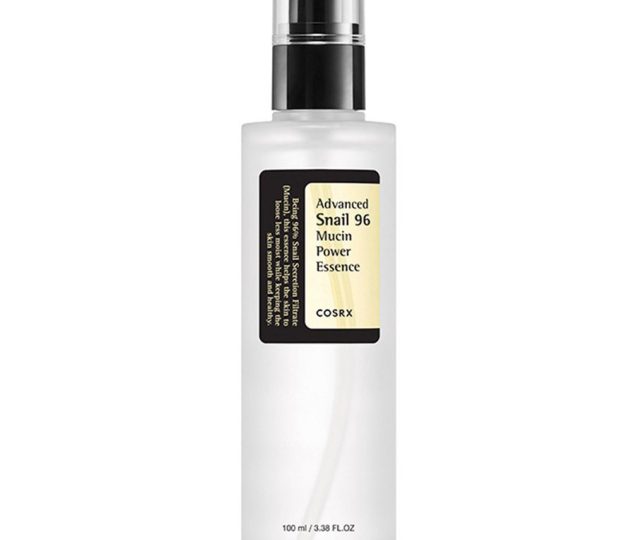 Advanced
Snail 96
Mucin
Power
Essence
COSRX
Being 96% Snail Secretion Filtrate
(Mucin), this essence helps the skin to
loose less moist while keeping the
skin smooth and healthy.
100 ml / 3.38 FL.OZ